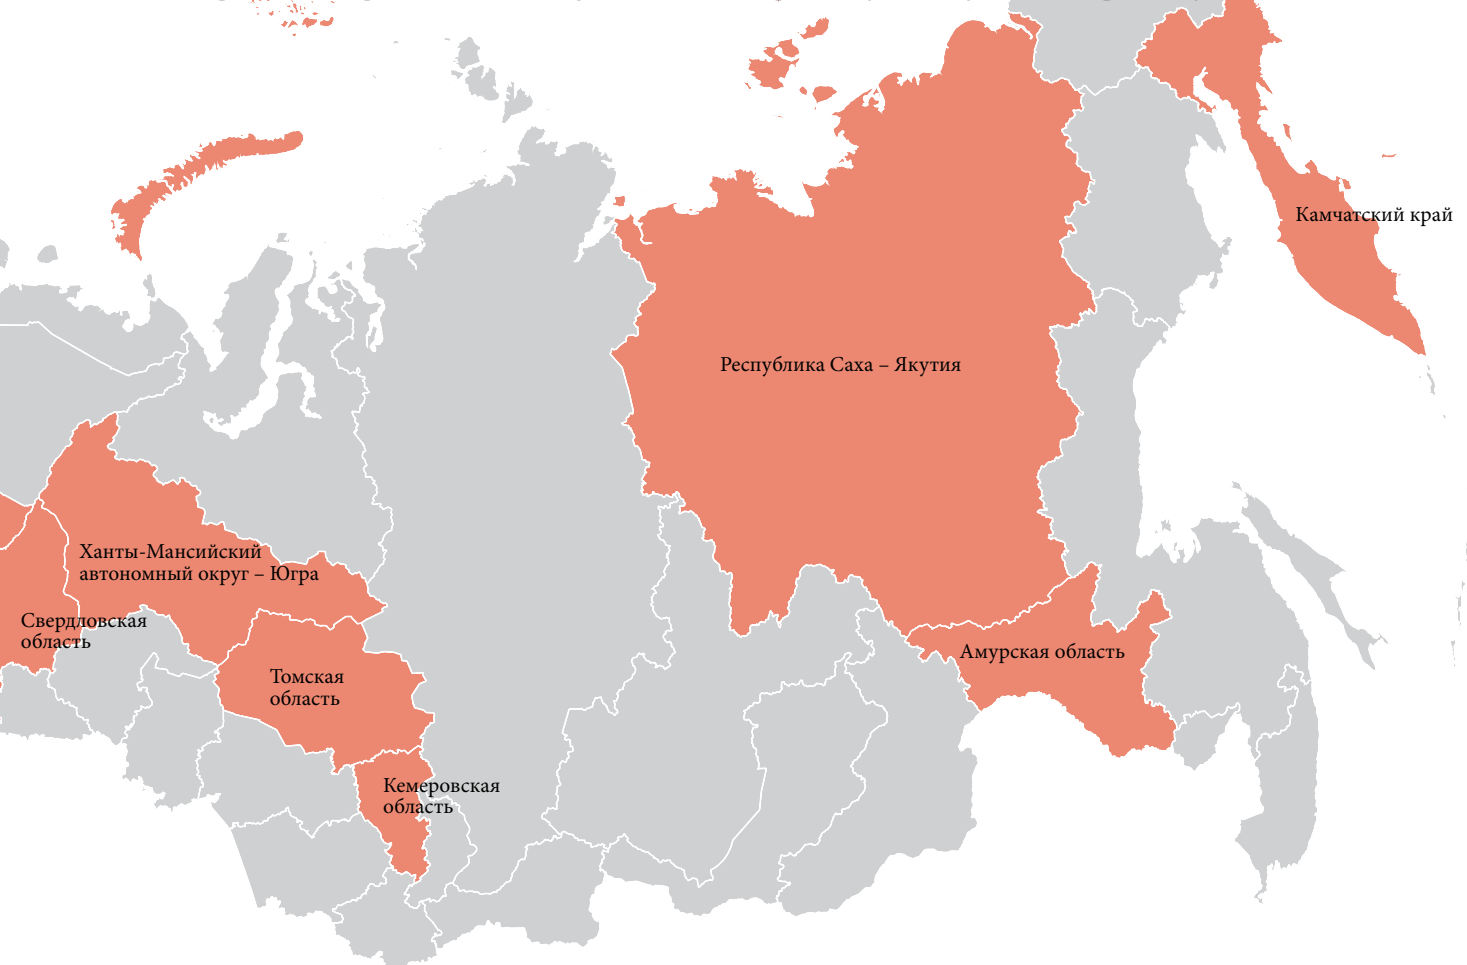 Камчатский край
Республика Саха – Якутия
Ханты-Мансийский
автономный округ – Югра
Свердловская
область
Амурская область
Томская
область
Кемеровская
область